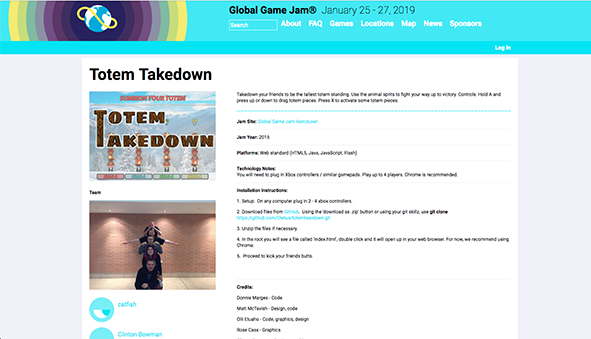 Global Game Jam® January 25 - 27, 2019
Search
About FAQ Games Locations Map News Sponsors
Log in
Totem Takedown
SUMMON YOUR TOTEM
TOTEM
TAKEDOWN
Takedown your friends to be the tallest totem standing. Use the animal spirits to fight your way up to victory. Controls: Hold A and
press up or down to drag totem pieces. Press X to activate some totem pieces.
Jam Site: Global Game Jam Vancouver
Jam Year: 2015
Platforms: Web standard (HTML5, Java, JavaScript, Flash)
Technology Notes:
You will need to plug in Xbox controllers / similar gamepads. Play up to 4 players. Chrome is recommended.
Team
Installation Instructions:
1. Setup. On any computer plug in 2 - 4 xbox controllers.
2. Download files from GitHub. Using the 'download as .zip' button or using your git skillz, use git clone
3. Unzip the files if necessary.
4. In the root you will see a file called 'index.html', double click and it will open up in your web browser. For now, we recommend using
Chrome.
5. Proceed to kick your friends butts.
Credits:
Donnie Marges - Code
Matt McTavish - Design, code
Olli Etuaho - Code, graphics, design
Rose Cass - Graphics
catfish
Clinton Bowman